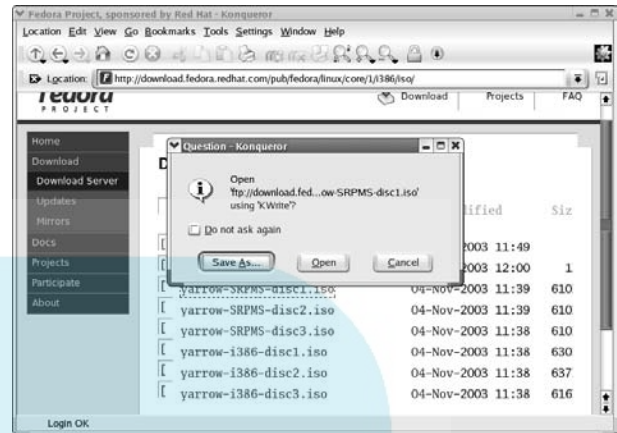 Fedora Project, sponsored by Red Hat - Konqueror
Location Edit View Go Bookmarks Tools Settings Window Help
Location: http://download.fedora.redhat.com/pub/fedora/linux/core/1/i386/iso/
fedora
PROJECT
Download Projects FAQ
Home
Download
Download Server
Updates
Mirrors
Docs
Projects
Participate
About
Question - Konqueror
Open
'ftp://download.fed...ow-SRPMS-disc1.iso'
using 'KWrite'?
Do not ask again
Save As... Open Cancel
Siz
2003 11:49
2003 12:00 1
yarrow-SRPMS-disc1.iso 04-Nov-2003 11:39 610
yarrow-SRPMS-disc2.iso 04-Nov-2003 11:39 610
yarrow-SRPMS-disc3.iso 04-Nov-2003 11:38 610
yarrow-i386-disc1.iso 04-Nov-2003 11:38 630
yarrow-i386-disc2.iso 04-Nov-2003 11:38 637
yarrow-i386-disc3.iso 04-Nov-2003 11:38 616
Login OK